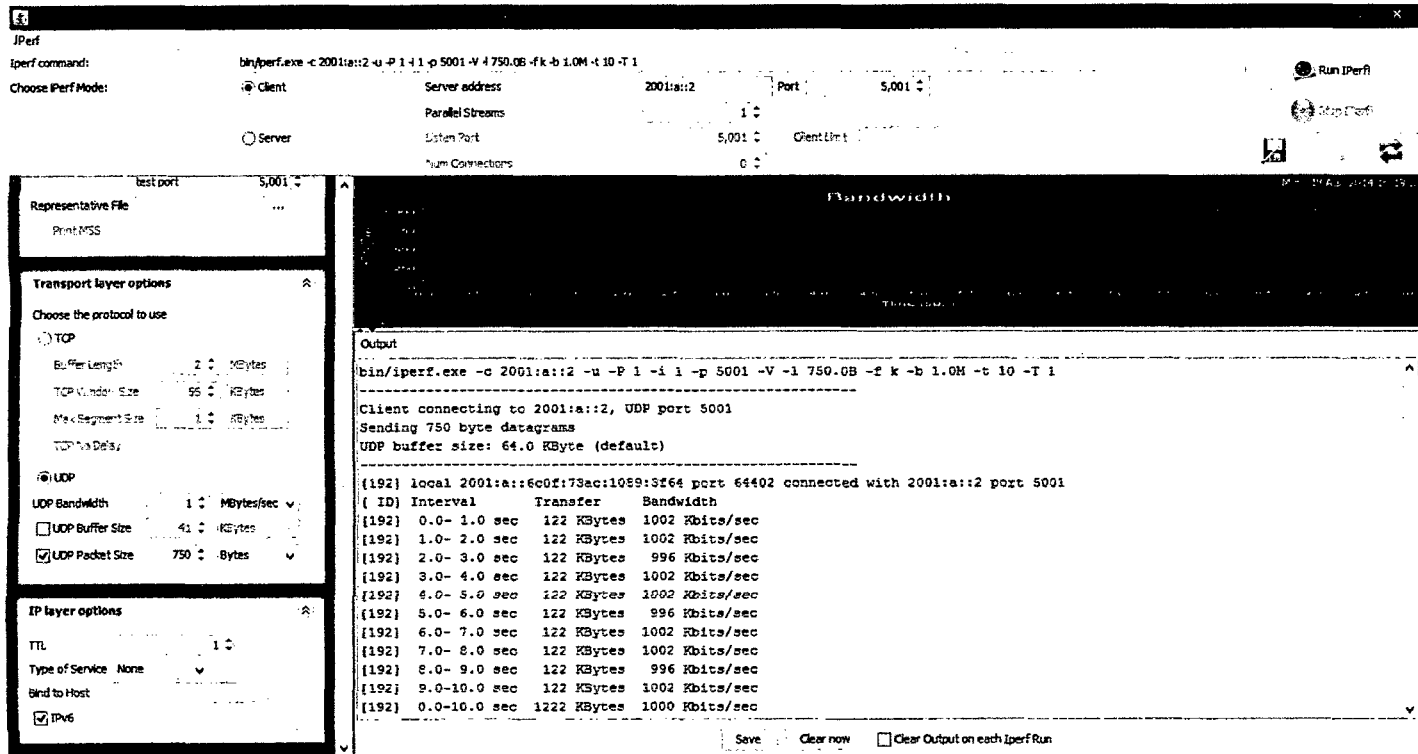 JPerf
Iperf command: bin/iperf.exe -c 2001:a::2 -u -P 1 -i 1 -p 5001 -V -l 750.0B -f k -b 1.0M -t 10 -T 1
Choose iPerf Mode: Client Server address 2001:a::2 Port 5,001
Run IPerf!
Parallel Streams 1
Stop IPerf!
Server Listen Port 5,001 Client Limit
Num Connections 0
test port 5,001
Representative File ...
Print MSS
Transport layer options
Choose the protocol to use
TCP
Buffer Length 2 MBytes
TCP Window Size 56 KBytes
Max Segment Size 1 KBytes
TCP No Delay
UDP
UDP Bandwidth 1 MBytes/sec
UDP Buffer Size 41 KBytes
UDP Packet Size 750 Bytes
IP layer options
TTL 1
Type of Service None
Bind to Host
IPv6
Bandwidth
Output
bin/iperf.exe -c 2001:a::2 -u -P 1 -i 1 -p 5001 -V -l 750.0B -f k -b 1.0M -t 10 -T 1
------------------------------------------------------------
Client connecting to 2001:a::2, UDP port 5001
Sending 750 byte datagrams
UDP buffer size: 64.0 KByte (default)
------------------------------------------------------------
[192] local 2001:a::6c0f:73ac:1089:3f64 port 64402 connected with 2001:a::2 port 5001
[ ID] Interval Transfer Bandwidth
[192] 0.0- 1.0 sec 122 KBytes 1002 Kbits/sec
[192] 1.0- 2.0 sec 122 KBytes 1002 Kbits/sec
[192] 2.0- 3.0 sec 122 KBytes 996 Kbits/sec
[192] 3.0- 4.0 sec 122 KBytes 1002 Kbits/sec
[192] 4.0- 5.0 sec 122 KBytes 1002 Kbits/sec
[192] 5.0- 6.0 sec 122 KBytes 996 Kbits/sec
[192] 6.0- 7.0 sec 122 KBytes 1002 Kbits/sec
[192] 7.0- 8.0 sec 122 KBytes 1002 Kbits/sec
[192] 8.0- 9.0 sec 122 KBytes 996 Kbits/sec
[192] 9.0-10.0 sec 122 KBytes 1002 Kbits/sec
[192] 0.0-10.0 sec 1222 KBytes 1000 Kbits/sec
Save Clear now Clear Output on each Iperf Run